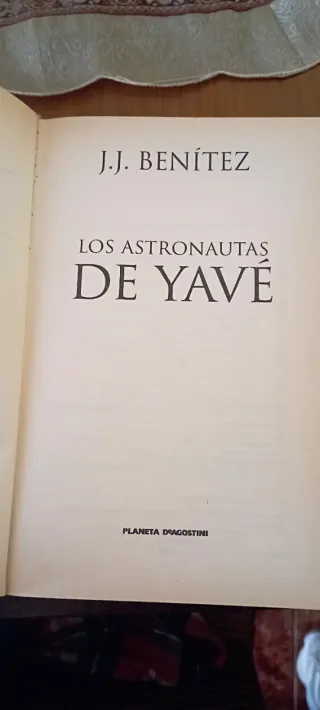 J.J. BENÍTEZ
LOS ASTRONAUTAS
DE YAVÉ
PLANETA DEAGOSTINI